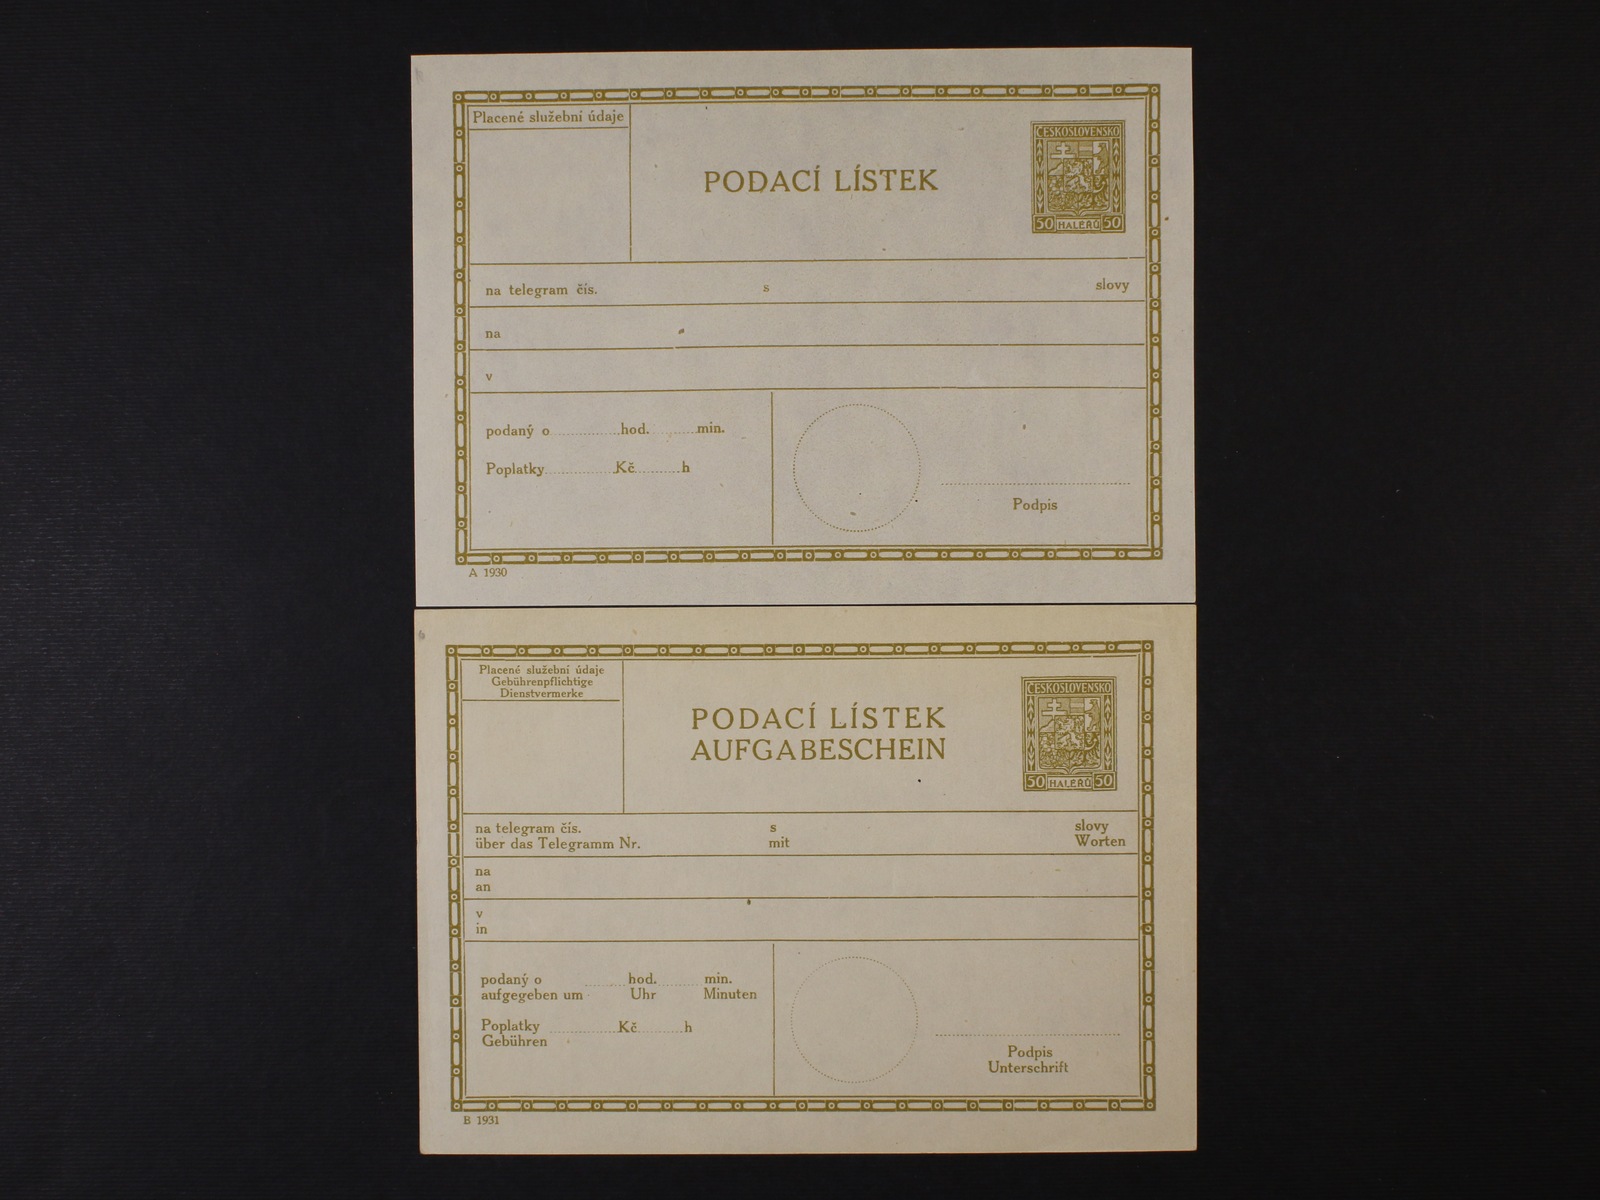 Placené služební údaje
ČESKOSLOVENSKO
PODACÍ LÍSTEK
50 HALÉŘŮ 50
na telegram čís. s slovy
na
v
podaný o hod. min.
Poplatky Kč h
Podpis
A 1930
Placené služební údaje
Gebührenpflichtige
Dienstvermerke
ČESKOSLOVENSKO
PODACÍ LÍSTEK
AUFGABESCHEIN
50 HALÉŘŮ 50
na telegram čís. s slovy
über das Telegramm Nr. mit Worten
na
an
v
in
podaný o hod. min.
aufgegeben um Uhr Minuten
Poplatky Kč h
Gebühren
Podpis
Unterschrift
B 1931